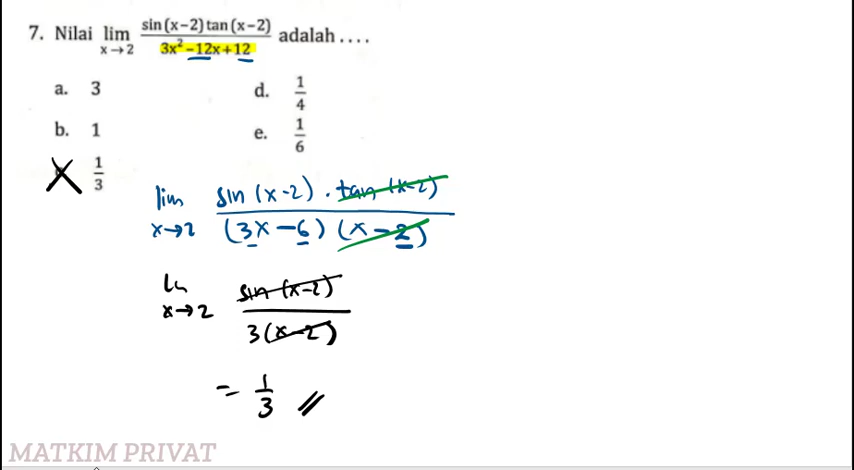 7. Nilai lim x→2 sin(x−2)tan(x−2) / 3x²−12x+12 adalah ....
a. 3
b. 1
1/3
d. 1/4
e. 1/6
lim x→2 sin (x-2) . tan (x-2) / (3x − 6) (x − 2)
lim x→2 sin (x-2) / 3(x-2)
= 1/3 //
MATKIM PRIVAT